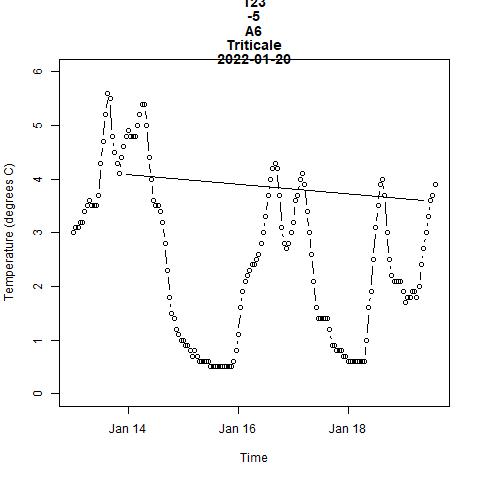 123
-5
A6
Triticale
2022-01-20
Temperature (degrees C)
6
5
4
3
2
1
0
Jan 14
Jan 16
Jan 18
Time